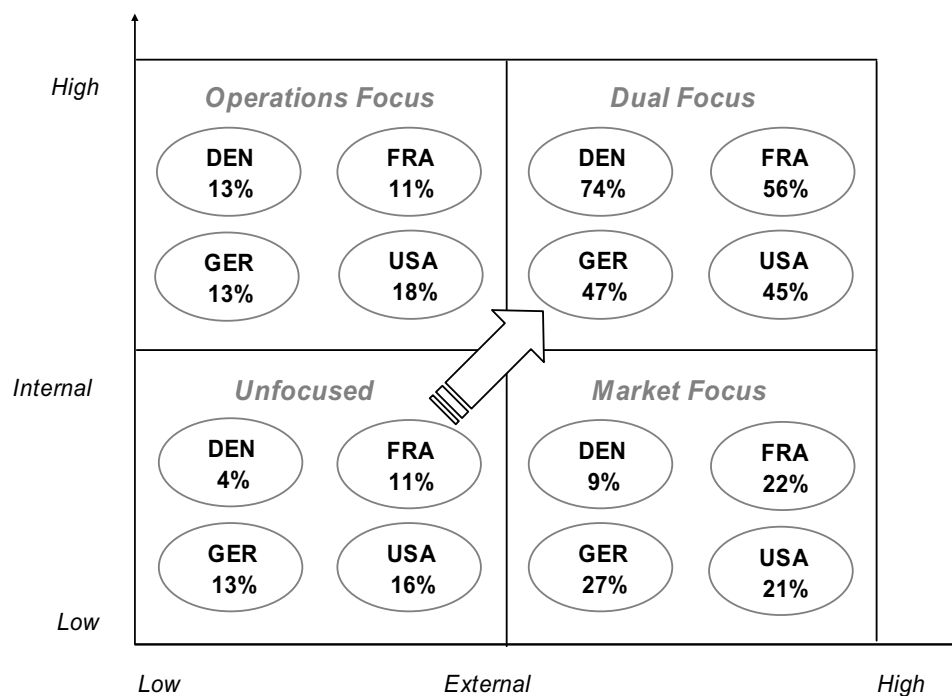 High
Operations Focus
Dual Focus
DEN
13%
FRA
11%
DEN
74%
FRA
56%
GER
13%
USA
18%
GER
47%
USA
45%
Internal
Unfocused
Market Focus
DEN
4%
FRA
11%
DEN
9%
FRA
22%
GER
13%
USA
16%
GER
27%
USA
21%
Low
Low
External
High